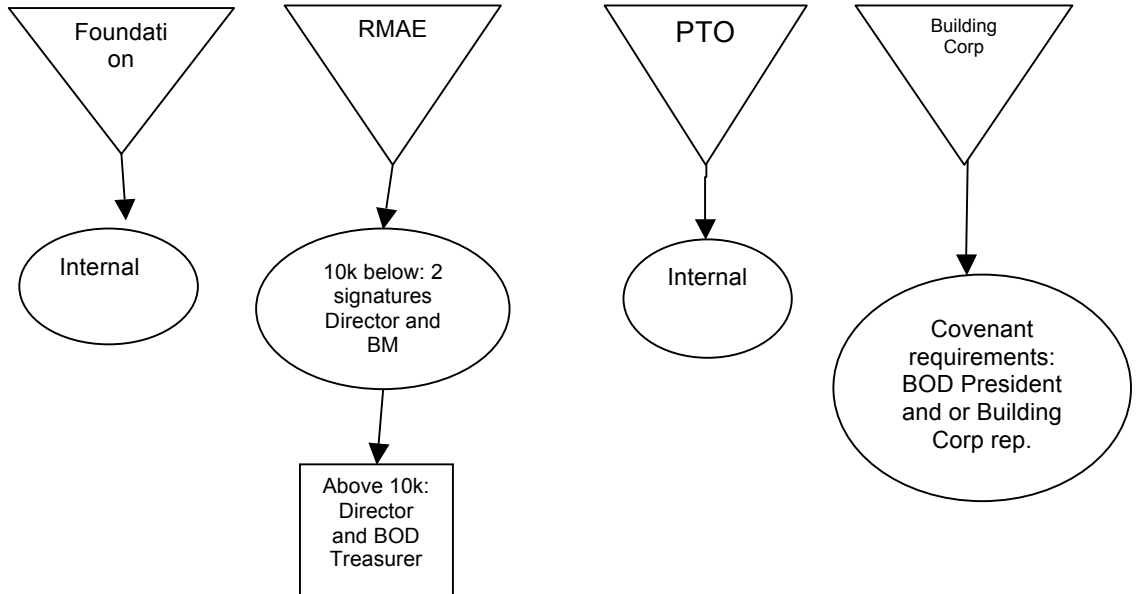 Foundati
on
RMAE
PTO
Building
Corp
Internal
10k below: 2
signatures
Director and
BM
Internal
Covenant
requirements:
BOD President
and or Building
Corp rep.
Above 10k:
Director
and BOD
Treasurer